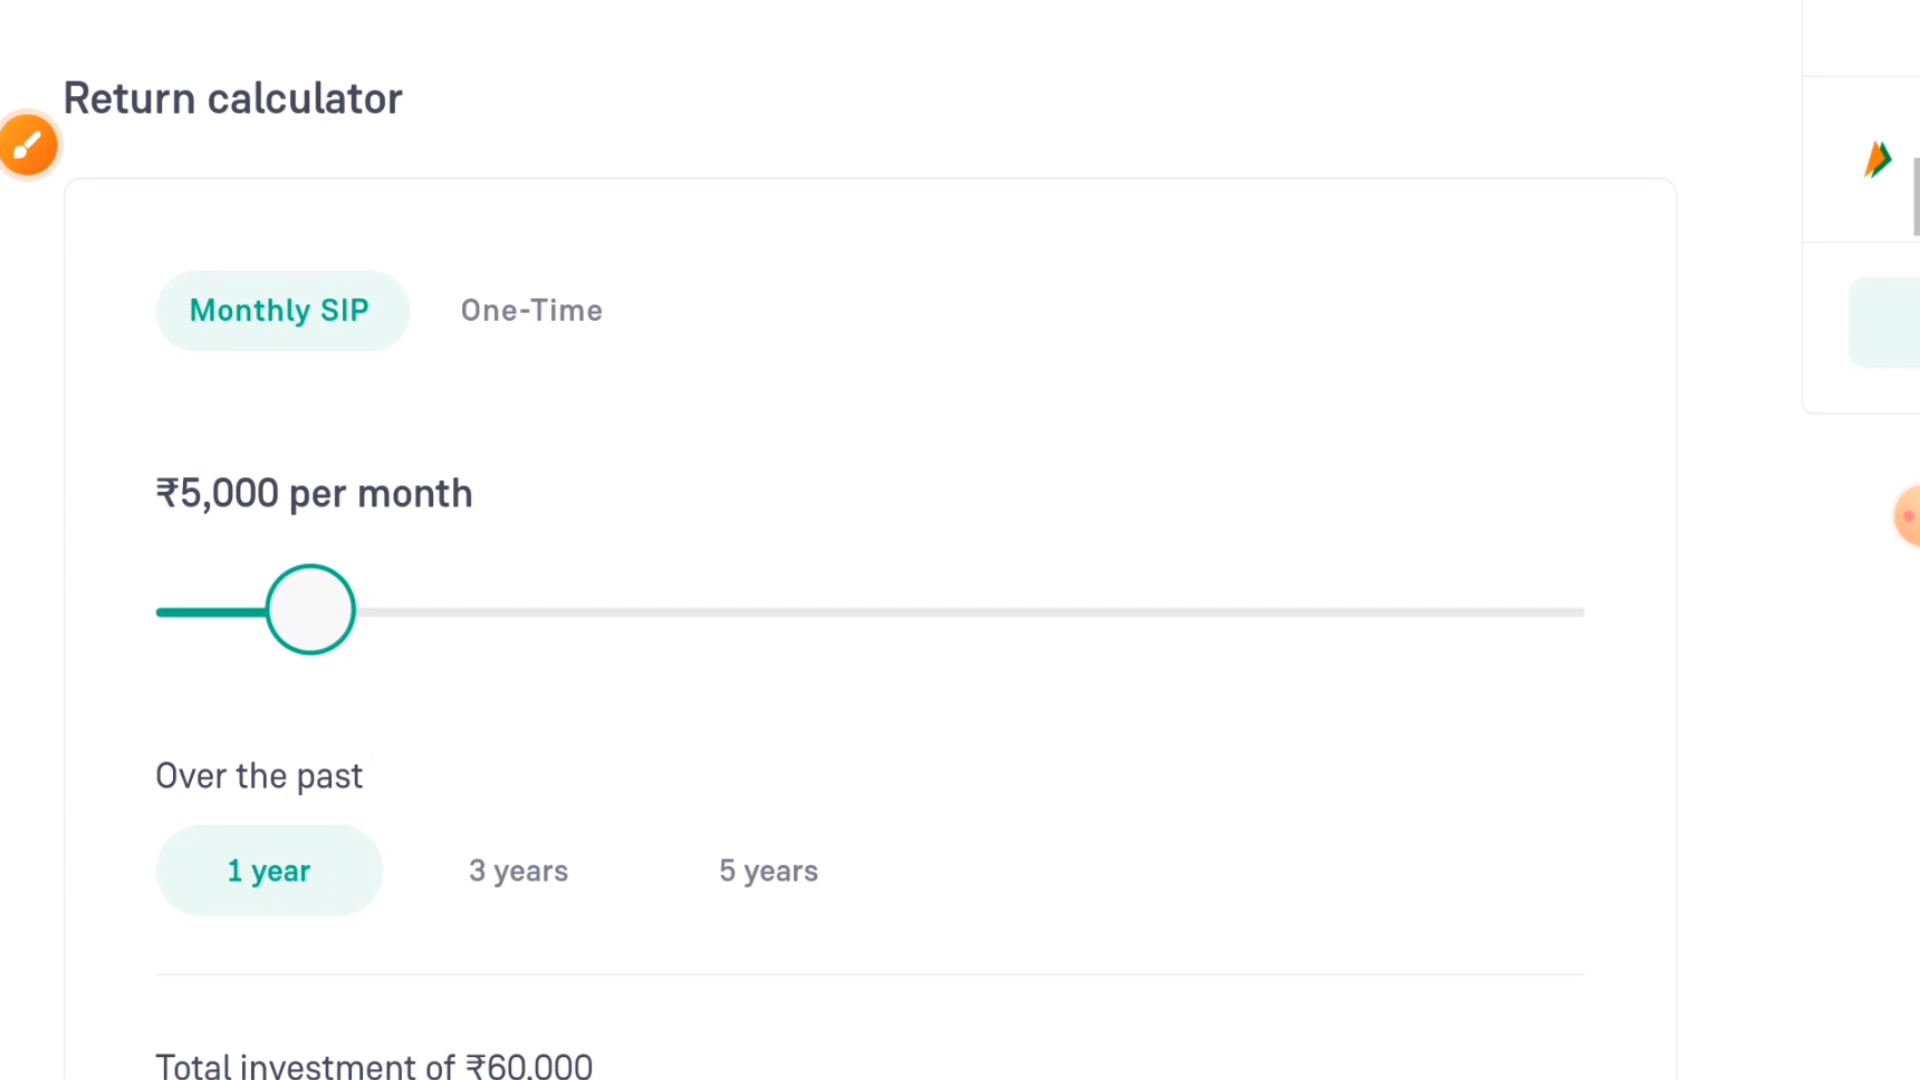 Return calculator
Monthly SIP
One-Time
₹5,000 per month
Over the past
1 year
3 years
5 years
Total investment of ₹60,000